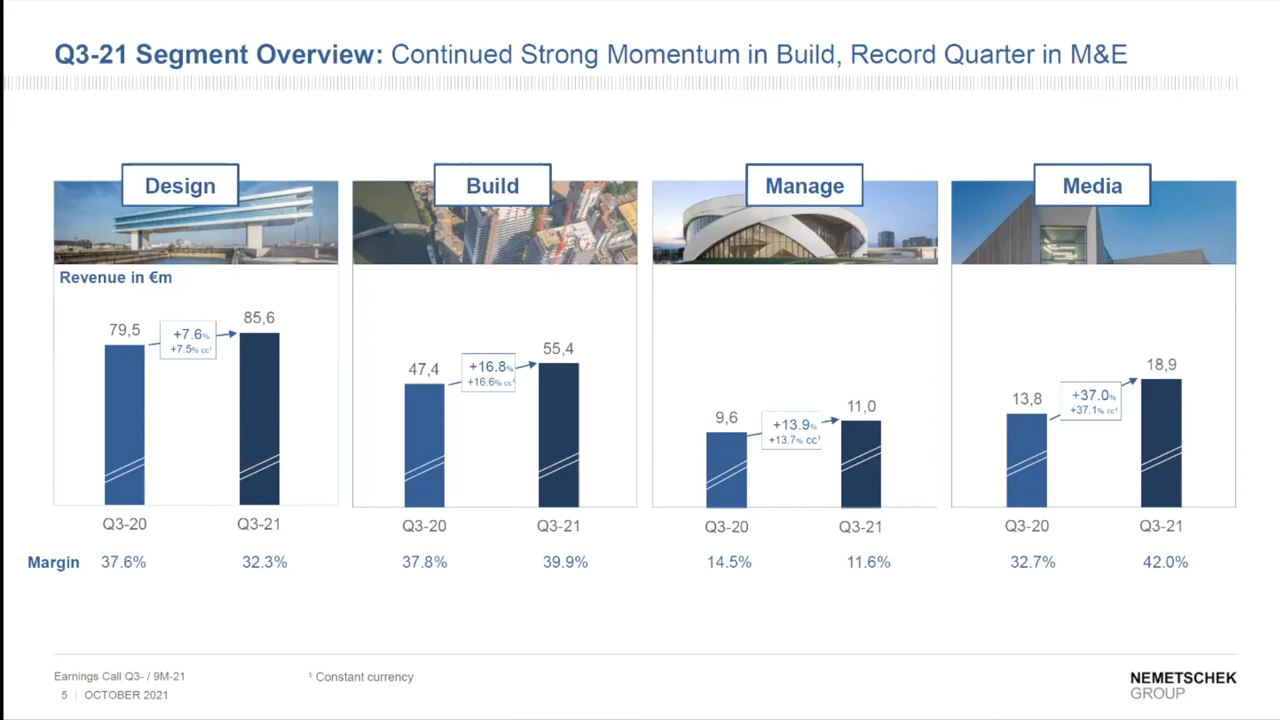 Q3-21 Segment Overview: Continued Strong Momentum in Build, Record Quarter in M&E
Design
Build
Manage
Media
Revenue in €m
79,5
+7.6%
+7.5% cc¹
85,6
47,4
+16.8%
+16.6% cc¹
55,4
9,6
+13.9%
+13.7% cc¹
11,0
13,8
+37.0%
+37.1% cc¹
18,9
Q3-20 Q3-21 Q3-20 Q3-21 Q3-20 Q3-21 Q3-20 Q3-21
Margin 37.6% 32.3% 37.8% 39.9% 14.5% 11.6% 32.7% 42.0%
Earnings Call Q3- / 9M-21
5 | OCTOBER 2021
¹ Constant currency
NEMETSCHEK
GROUP